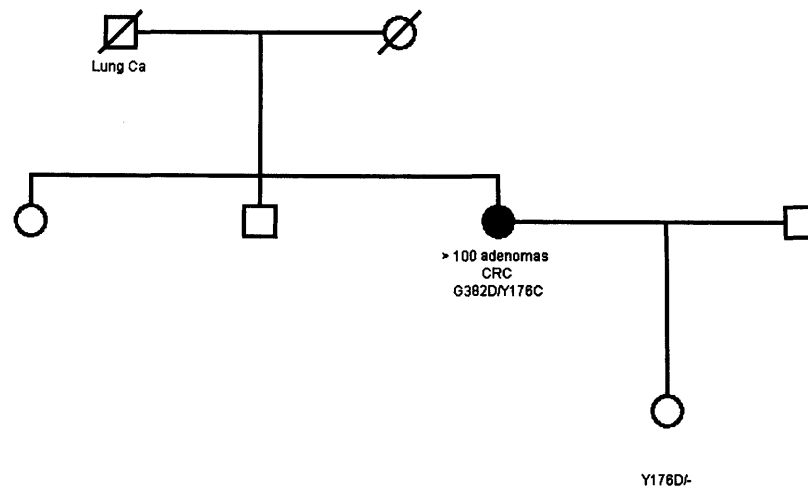 Lung Ca
> 100 adenomas
CRC
G382D/Y176C
Y176D/-